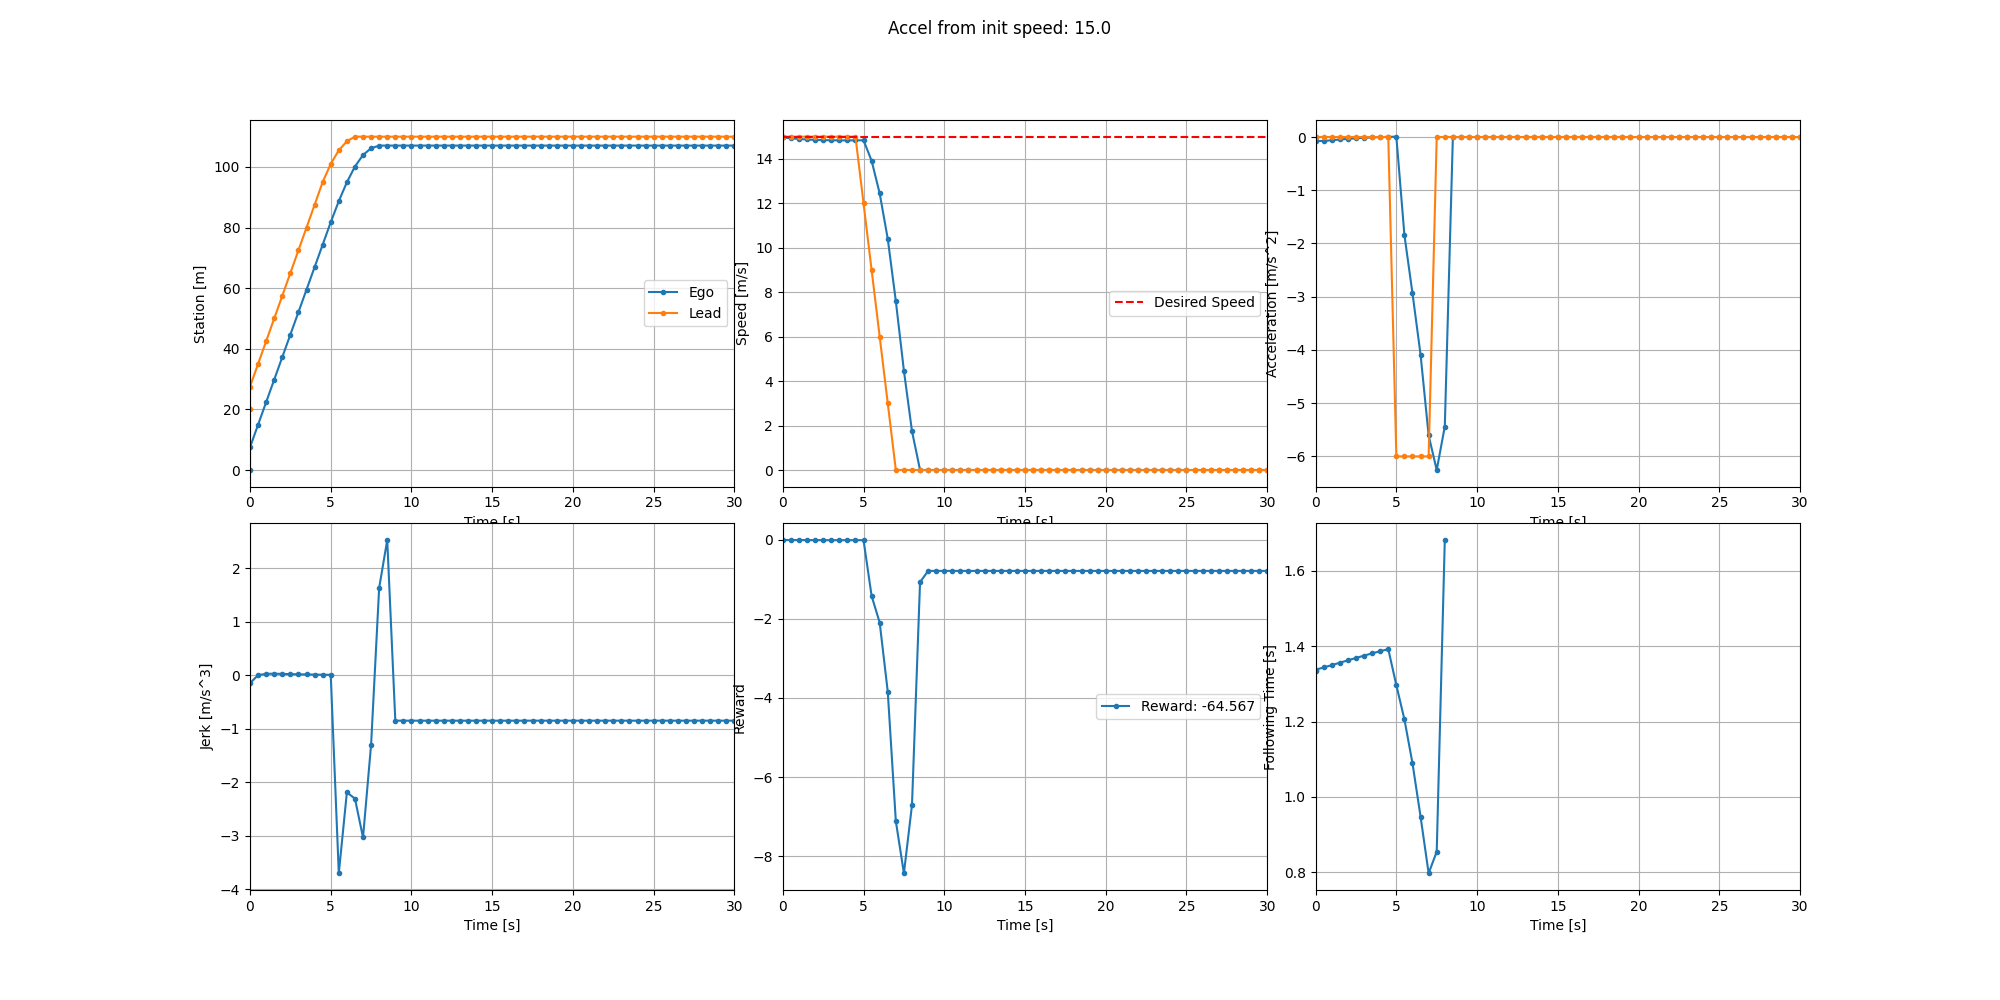 Accel from init speed: 15.0
Station [m]
100
80
60
40
20
0
Ego
Lead
0 5 10 15 20 25 30
Time [s]
Speed [m/s]
14
12
10
8
6
4
2
0
Desired Speed
0 5 10 15 20 25 30
Time [s]
Acceleration [m/s^2]
0
−1
−2
−3
−4
−5
−6
0 5 10 15 20 25 30
Time [s]
Jerk [m/s^3]
2
1
0
−1
−2
−3
−4
0 5 10 15 20 25 30
Time [s]
Reward
0
−2
−4
−6
−8
Reward: -64.567
0 5 10 15 20 25 30
Time [s]
Following Time [s]
1.6
1.4
1.2
1.0
0.8
0 5 10 15 20 25 30
Time [s]